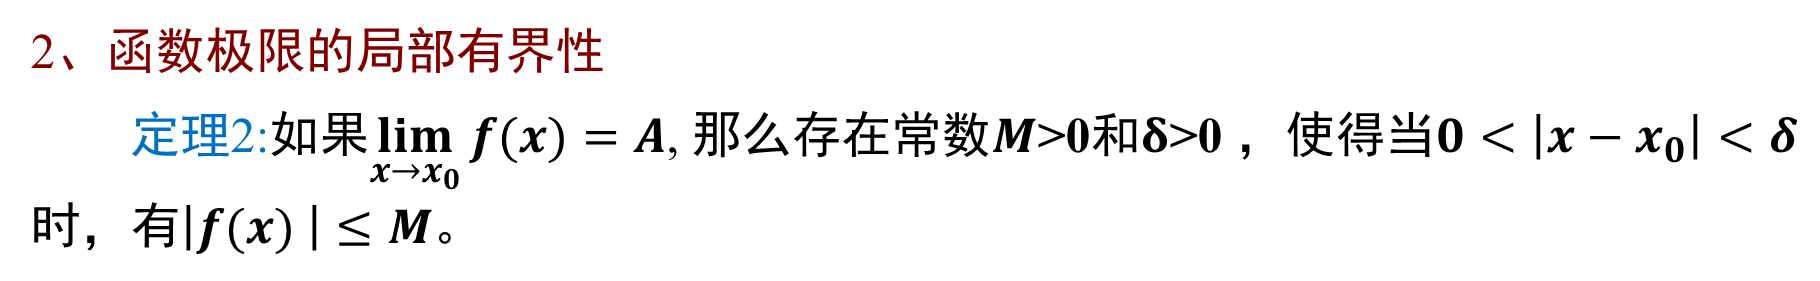 2、函数极限的局部有界性
定理2:如果 lim_{x→x₀} f(x) = A, 那么存在常数M>0和δ>0 ，使得当0 < |x − x₀| < δ
时，有|f(x) | ≤ M。